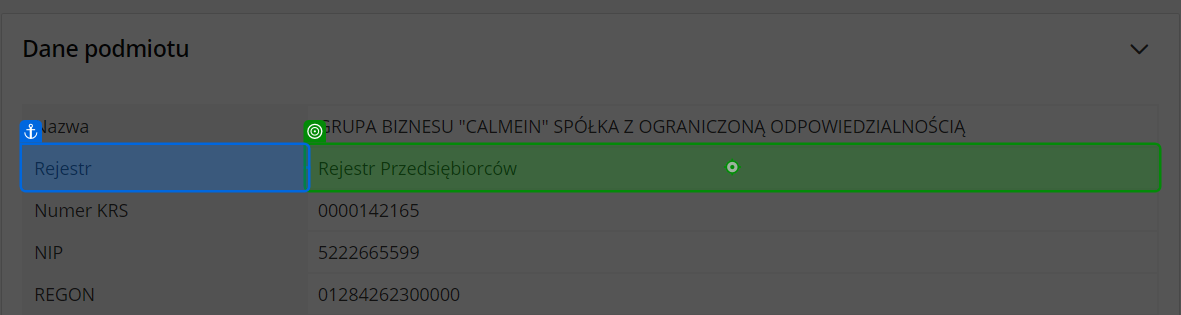 Dane podmiotu
Nazwa GRUPA BIZNESU "CALMEIN" SPÓŁKA Z OGRANICZONĄ ODPOWIEDZIALNOŚCIĄ
Rejestr Rejestr Przedsiębiorców
Numer KRS 0000142165
NIP 5222665599
REGON 01284262300000